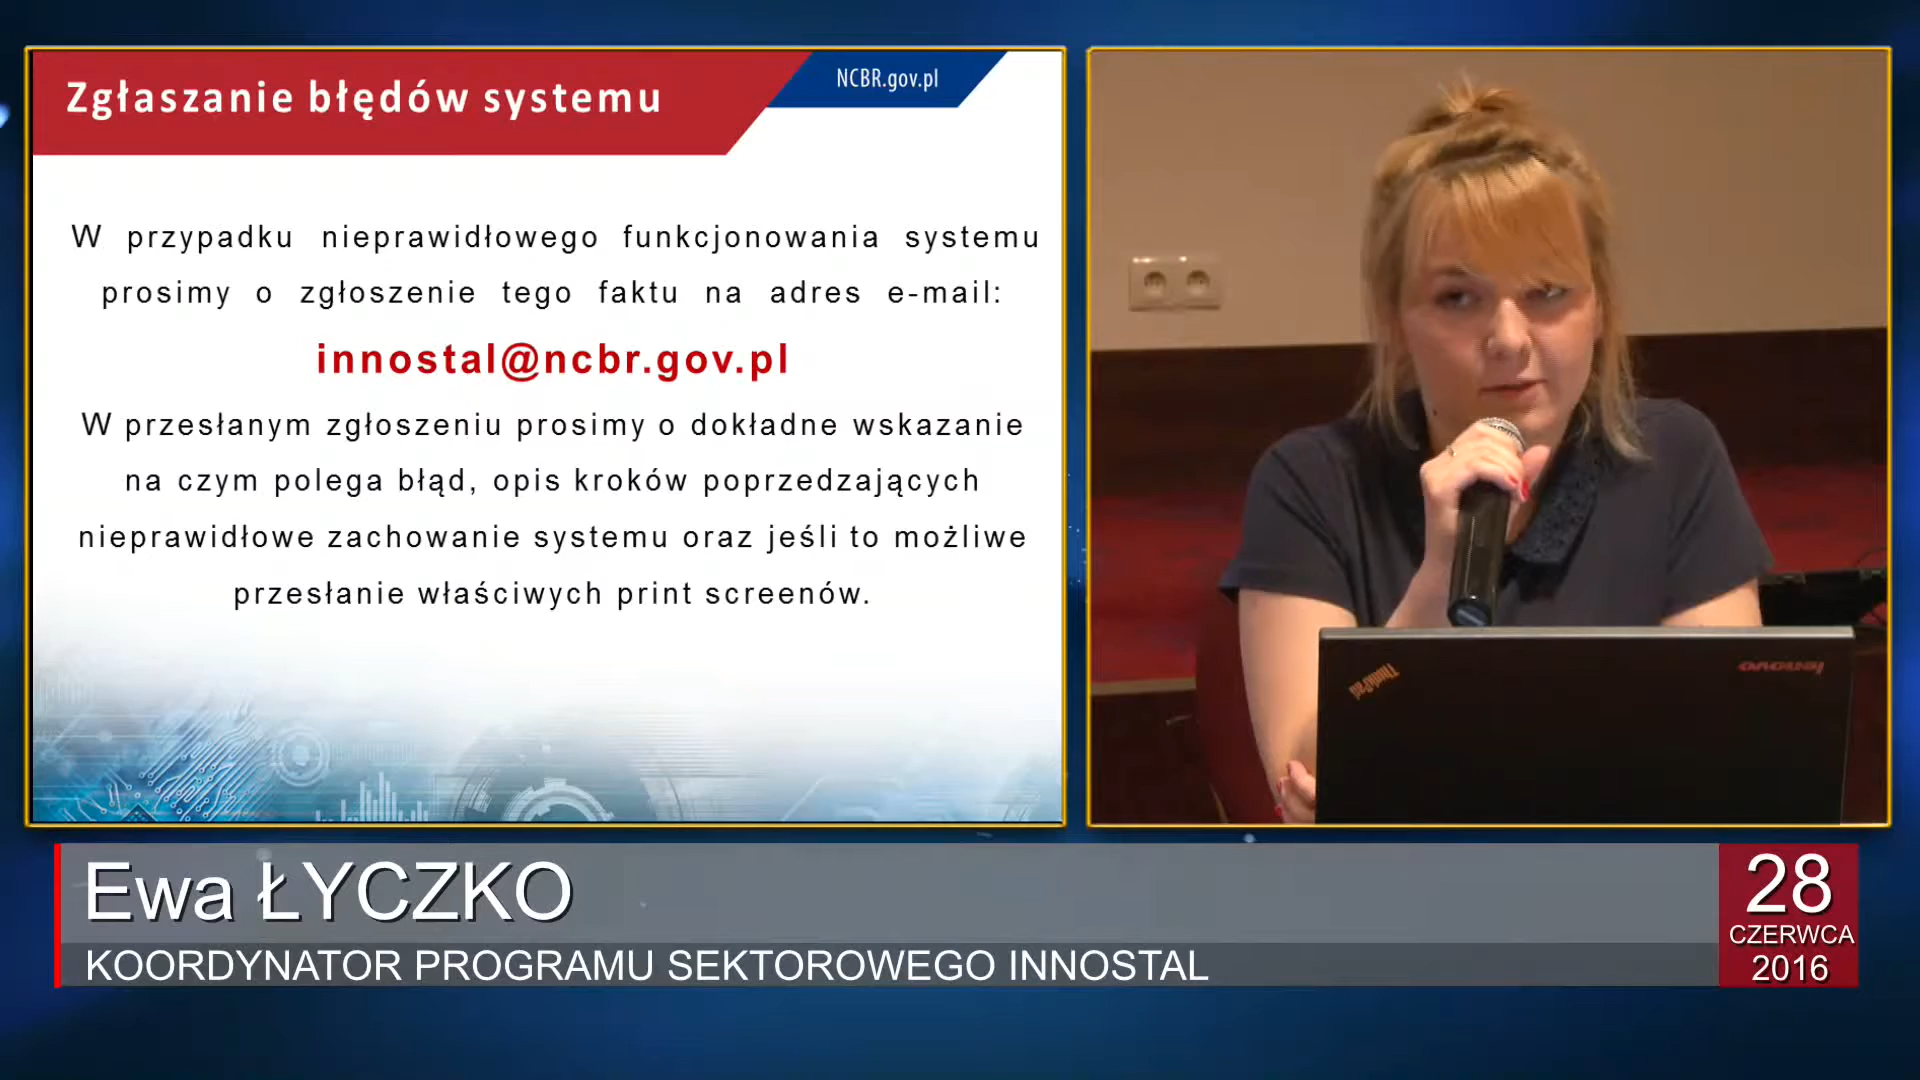 Zgłaszanie błędów systemu
NCBR.gov.pl
W przypadku nieprawidłowego funkcjonowania systemu
prosimy o zgłoszenie tego faktu na adres e-mail:
innostal@ncbr.gov.pl
W przesłanym zgłoszeniu prosimy o dokładne wskazanie
na czym polega błąd, opis kroków poprzedzających
nieprawidłowe zachowanie systemu oraz jeśli to możliwe
przesłanie właściwych print screenów.
ThinkPad
lenovo
Ewa ŁYCZKO
KOORDYNATOR PROGRAMU SEKTOROWEGO INNOSTAL
28
CZERWCA
2016